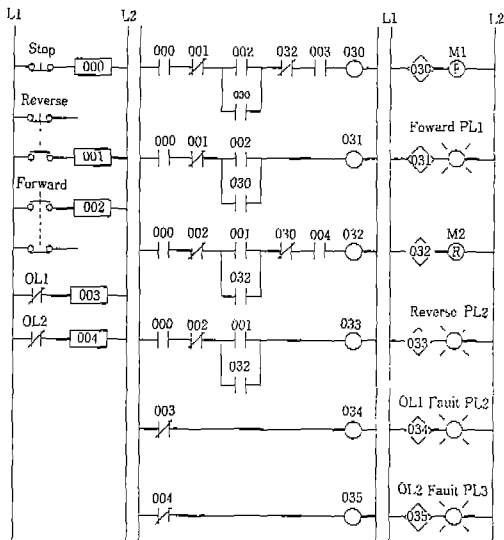 L1 L2 L1 L2
Stop 000 000 001 002 032 003 030 030 M1 F
030
Reverse
Foward PL1
001 000 001 002 031 031
030
Forward
002
000 002 001 030 004 032 032 M2 R
032
OL1 003
OL2 004 000 002 001 033 033 Reverse PL2
032
003 034 034 OL1 Fauit PL2
004 035 035 OL2 Fauit PL3